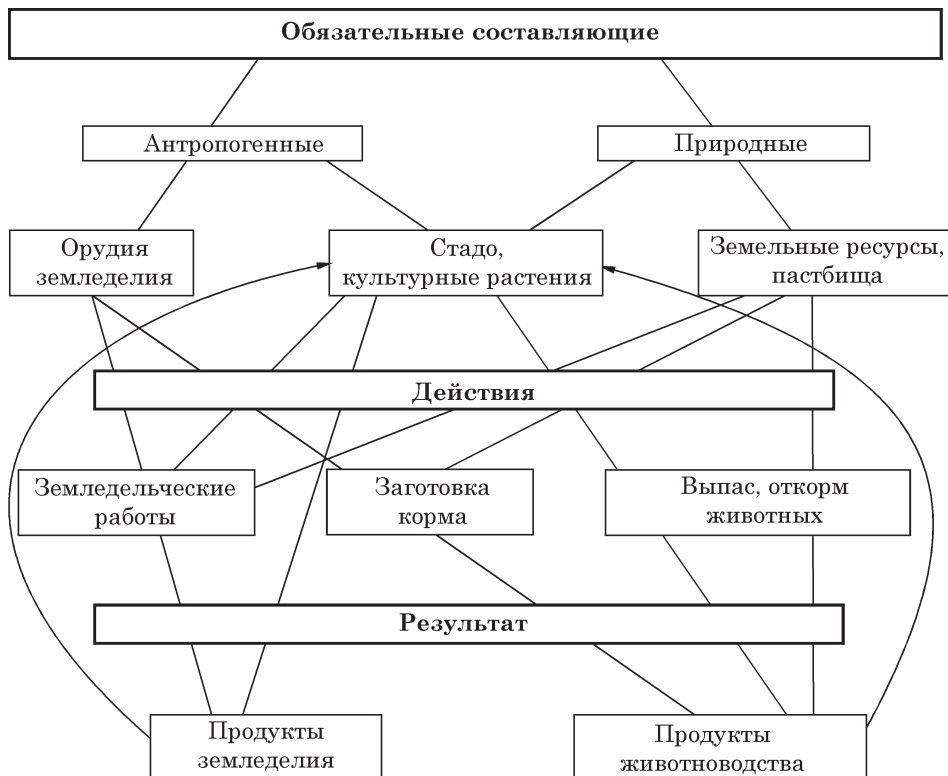 Обязательные составляющие
Антропогенные
Природные
Орудия
земледелия
Стадо,
культурные растения
Земельные ресурсы,
пастбища
Действия
Земледельческие
работы
Заготовка
корма
Выпас, откорм
животных
Результат
Продукты
земледелия
Продукты
животноводства